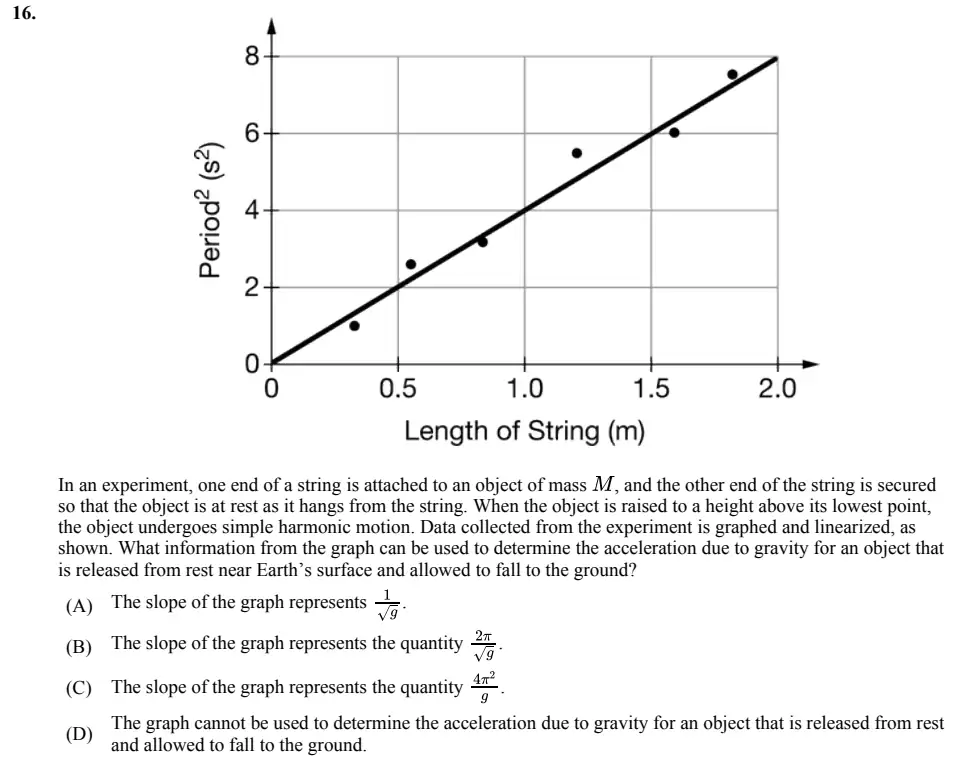 16.
8
6
4
2
0
Period² (s²)
0 0.5 1.0 1.5 2.0
Length of String (m)
In an experiment, one end of a string is attached to an object of mass M, and the other end of the string is secured
so that the object is at rest as it hangs from the string. When the object is raised to a height above its lowest point,
the object undergoes simple harmonic motion. Data collected from the experiment is graphed and linearized, as
shown. What information from the graph can be used to determine the acceleration due to gravity for an object that
is released from rest near Earth’s surface and allowed to fall to the ground?
(A) The slope of the graph represents 1/√g.
(B) The slope of the graph represents the quantity 2π/√g.
(C) The slope of the graph represents the quantity 4π²/g.
(D) The graph cannot be used to determine the acceleration due to gravity for an object that is released from rest
and allowed to fall to the ground.